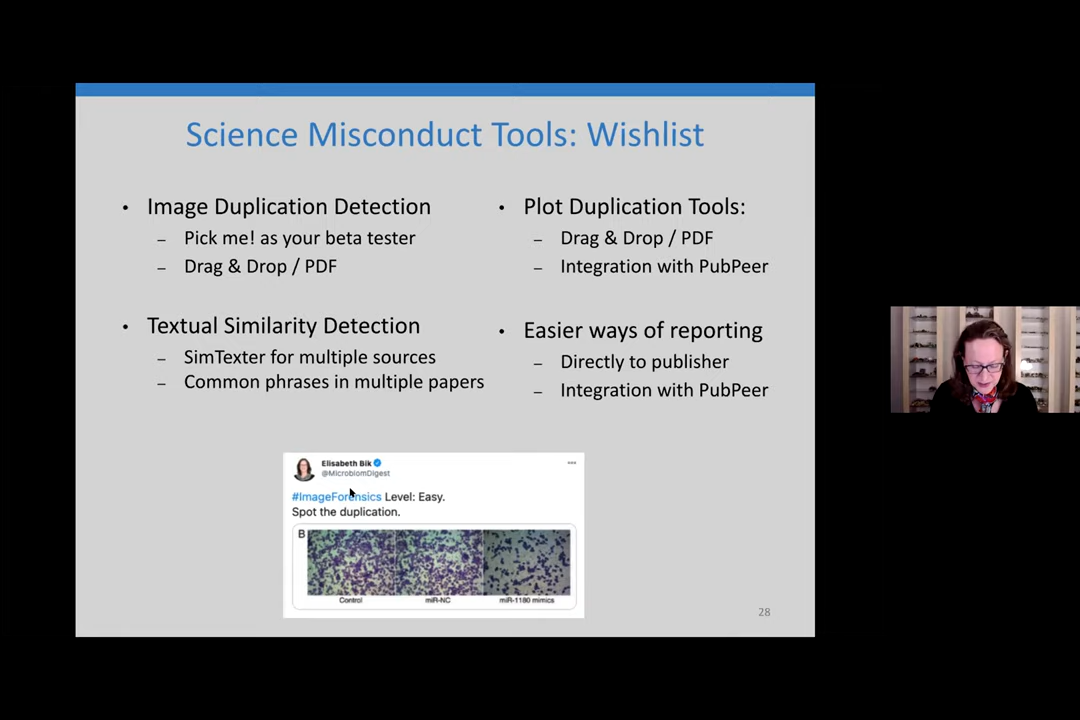 Science Misconduct Tools: Wishlist
• Image Duplication Detection
– Pick me! as your beta tester
– Drag & Drop / PDF
• Textual Similarity Detection
– SimTexter for multiple sources
– Common phrases in multiple papers
• Plot Duplication Tools:
– Drag & Drop / PDF
– Integration with PubPeer
• Easier ways of reporting
– Directly to publisher
– Integration with PubPeer
Elisabeth Bik
@MicrobiomDigest
#ImageForensics Level: Easy.
Spot the duplication.
B
Control miR-NC miR-1180 mimics
28